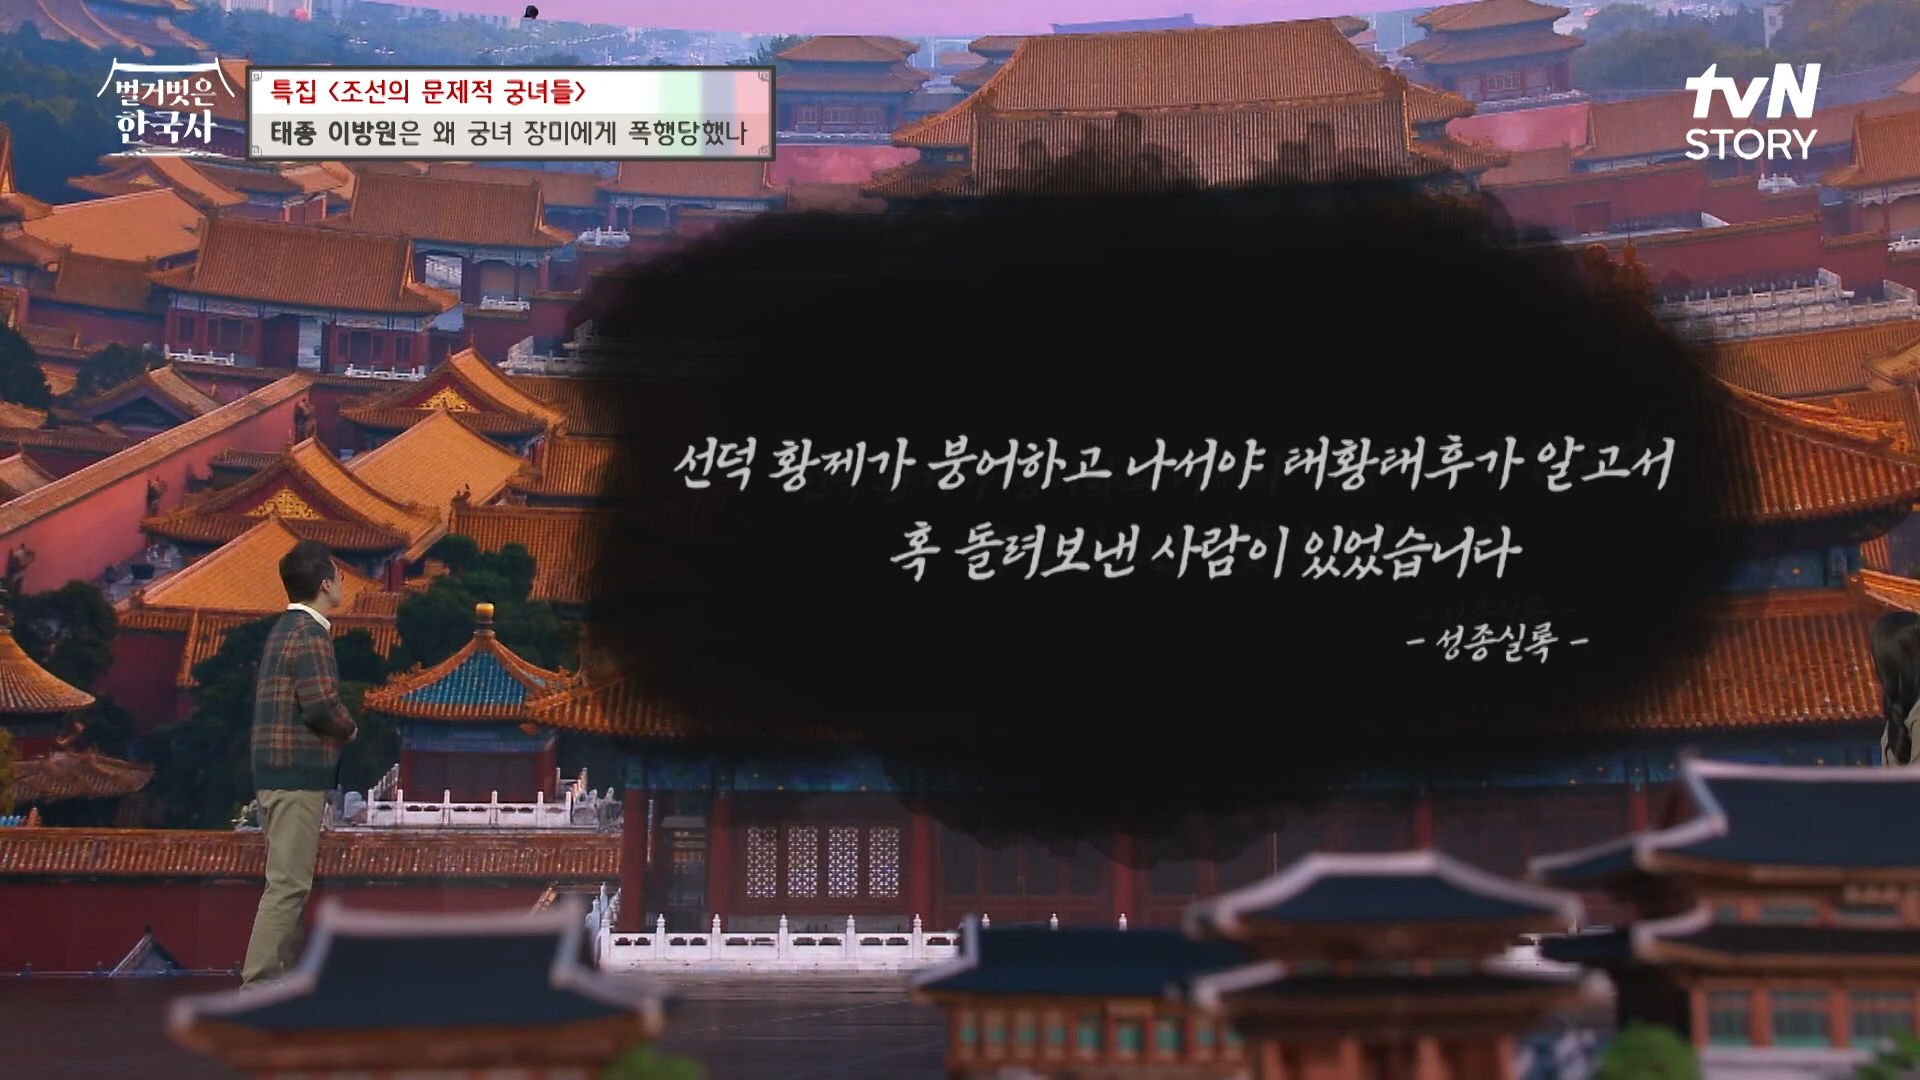 벌거벗은
한국사
특집 <조선의 문제적 궁녀들>
태종 이방원은 왜 궁녀 장미에게 폭행당했나
tvN
STORY
선덕 황제가 붕어하고 나서야 태황태후가 알고서
혹 돌려보낸 사람이 있었습니다
- 성종실록 -